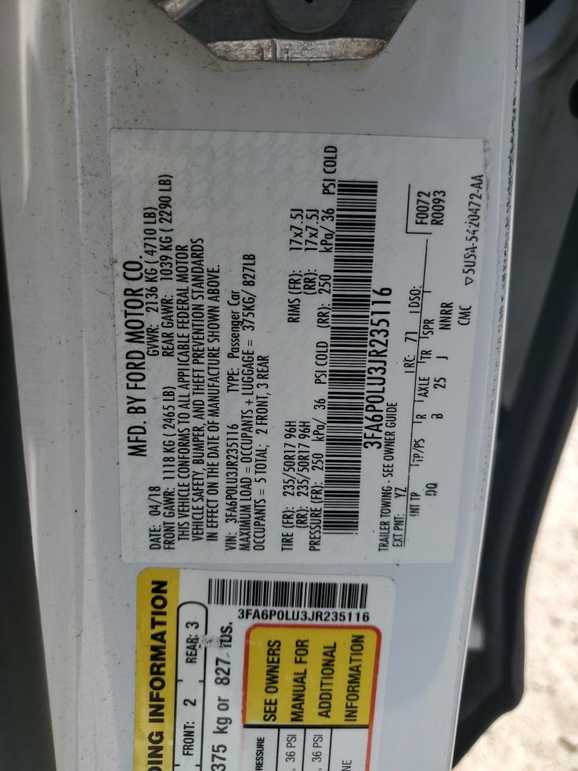 MFD. BY FORD MOTOR CO.
DATE: 04/18 GVWR: 2136 KG ( 4710 LB)
FRONT GAWR: 1118 KG ( 2465 LB) REAR GAWR: 1039 KG ( 2290 LB)
THIS VEHICLE CONFORMS TO ALL APPLICABLE FEDERAL MOTOR
VEHICLE SAFETY, BUMPER, AND THEFT PREVENTION STANDARDS
IN EFFECT ON THE DATE OF MANUFACTURE SHOWN ABOVE.
VIN: 3FA6P0LU3JR235116 TYPE: Passenger Car
MAXIMUM LOAD = OCCUPANTS + LUGGAGE = 375KG/ 827LB
OCCUPANTS = 5 TOTAL; 2 FRONT, 3 REAR
TIRE (FR): 235/50R17 96H RIMS (FR): 17x7.5J
(RR): 235/50R17 96H (RR): 17x7.5J
PRESSURE (FR): 250 kPa/ 36 PSI COLD (RR): 250 kPa/ 36 PSI COLD
3FA6P0LU3JR235116
TRAILER TOWING - SEE OWNER GUIDE
EXT PNT: YZ RC: 71 DSO: F0072
R0093
INT TP TP/PS R AXLE TR SPR
DQ 25 J NNRR
CMC 5U5A-5420472-AA
DING INFORMATION
FRONT: 2 REAR: 3
375 kg or 827 lbs.
3FA6P0LU3JR235116
PRESSURE
36 PSI
36 PSI
SEE OWNERS
MANUAL FOR
ADDITIONAL
INFORMATION